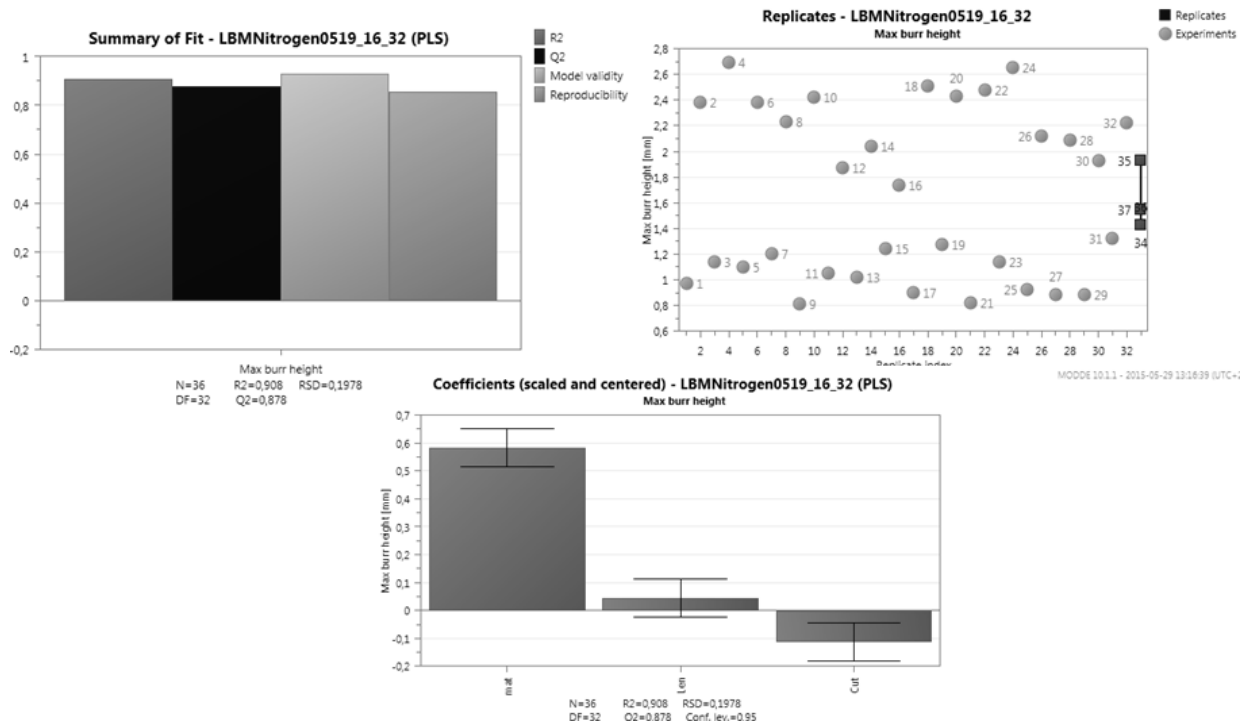 Summary of Fit - LBMNitrogen0519_16_32 (PLS)
R2
Q2
Model validity
Reproducibility
1
0,8
0,6
0,4
0,2
0
-0,2
Max burr height
N=36 R2=0,908 RSD=0,1978
DF=32 Q2=0,878
Replicates - LBMNitrogen0519_16_32
Max burr height
Replicates
Experiments
Max burr height [mm]
2,8
2,6
2,4
2,2
2
1,8
1,6
1,4
1,2
1
0,8
0,6
1
2
3
4
5
6
7
8
9
10
11
12
13
14
15
16
17
18
19
20
21
22
23
24
25
26
27
28
29
30
31
32
35
37
34
2 4 6 8 10 12 14 16 18 20 22 24 26 28 30 32
Replicate index
MODDE 10.1.1 - 2015-05-29 13:16:39 (UTC+2
Coefficients (scaled and centered) - LBMNitrogen0519_16_32 (PLS)
Max burr height
Max burr height [mm]
0,7
0,6
0,5
0,4
0,3
0,2
0,1
0
-0,1
-0,2
mat
Len
Cut
N=36 R2=0,908 RSD=0,1978
DF=32 Q2=0,878 Conf. lev.=0,95